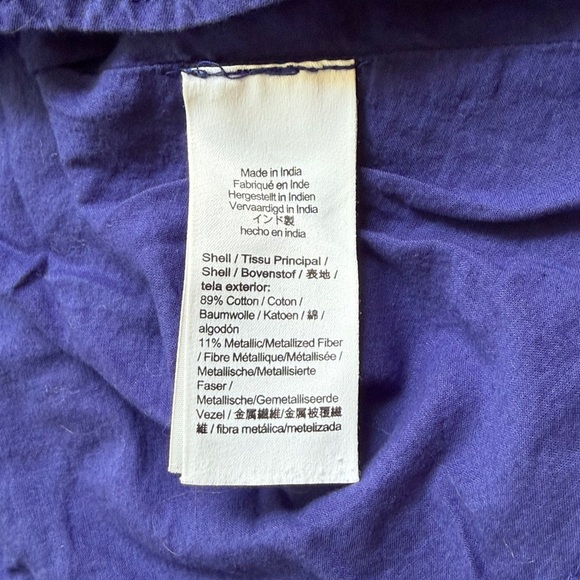 Made in India
Fabriqué en Inde
Hergestellt in Indien
Vervaardigd in India
インド製
hecho en india
Shell / Tissu Principal /
Shell / Bovenstof / 表地 /
tela exterior:
89% Cotton / Coton /
Baumwolle / Katoen / 綿 /
algodón
11% Metallic/Metallized Fiber
/ Fibre Métallique/Métallisée /
Metallische/Metallisierte
Faser /
Metallische/Gemetalliseerde
Vezel / 金属繊維/金属被覆繊
維 / fibra metálica/metelizada